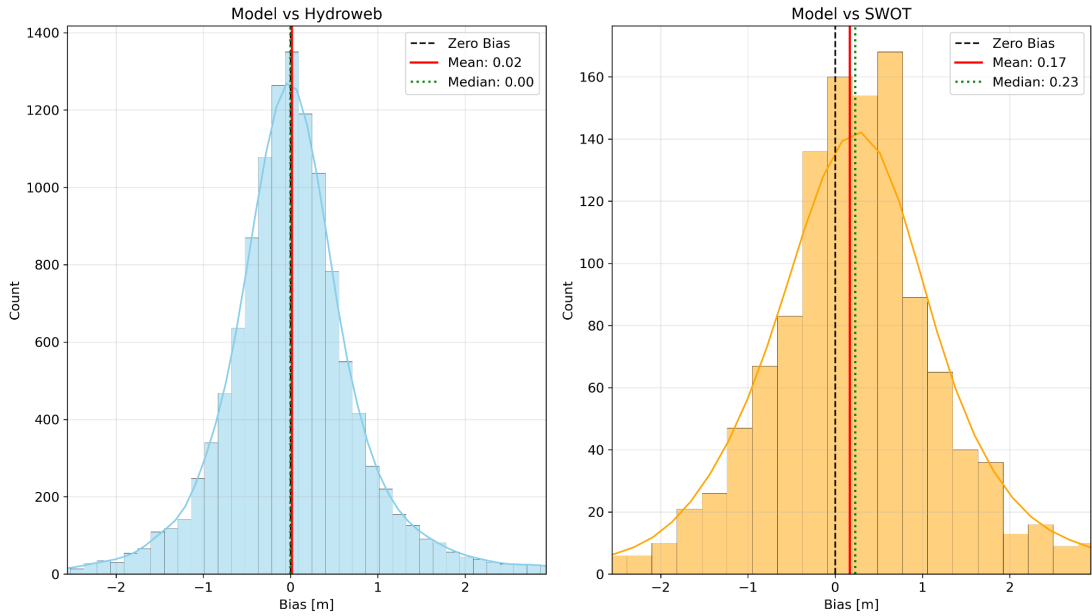 Model vs Hydroweb
Zero Bias
Mean: 0.02
Median: 0.00
Count
1400
1200
1000
800
600
400
200
0
−2
−1
0
1
2
Bias [m]
Model vs SWOT
Zero Bias
Mean: 0.17
Median: 0.23
Count
160
140
120
100
80
60
40
20
0
−2
−1
0
1
2
Bias [m]